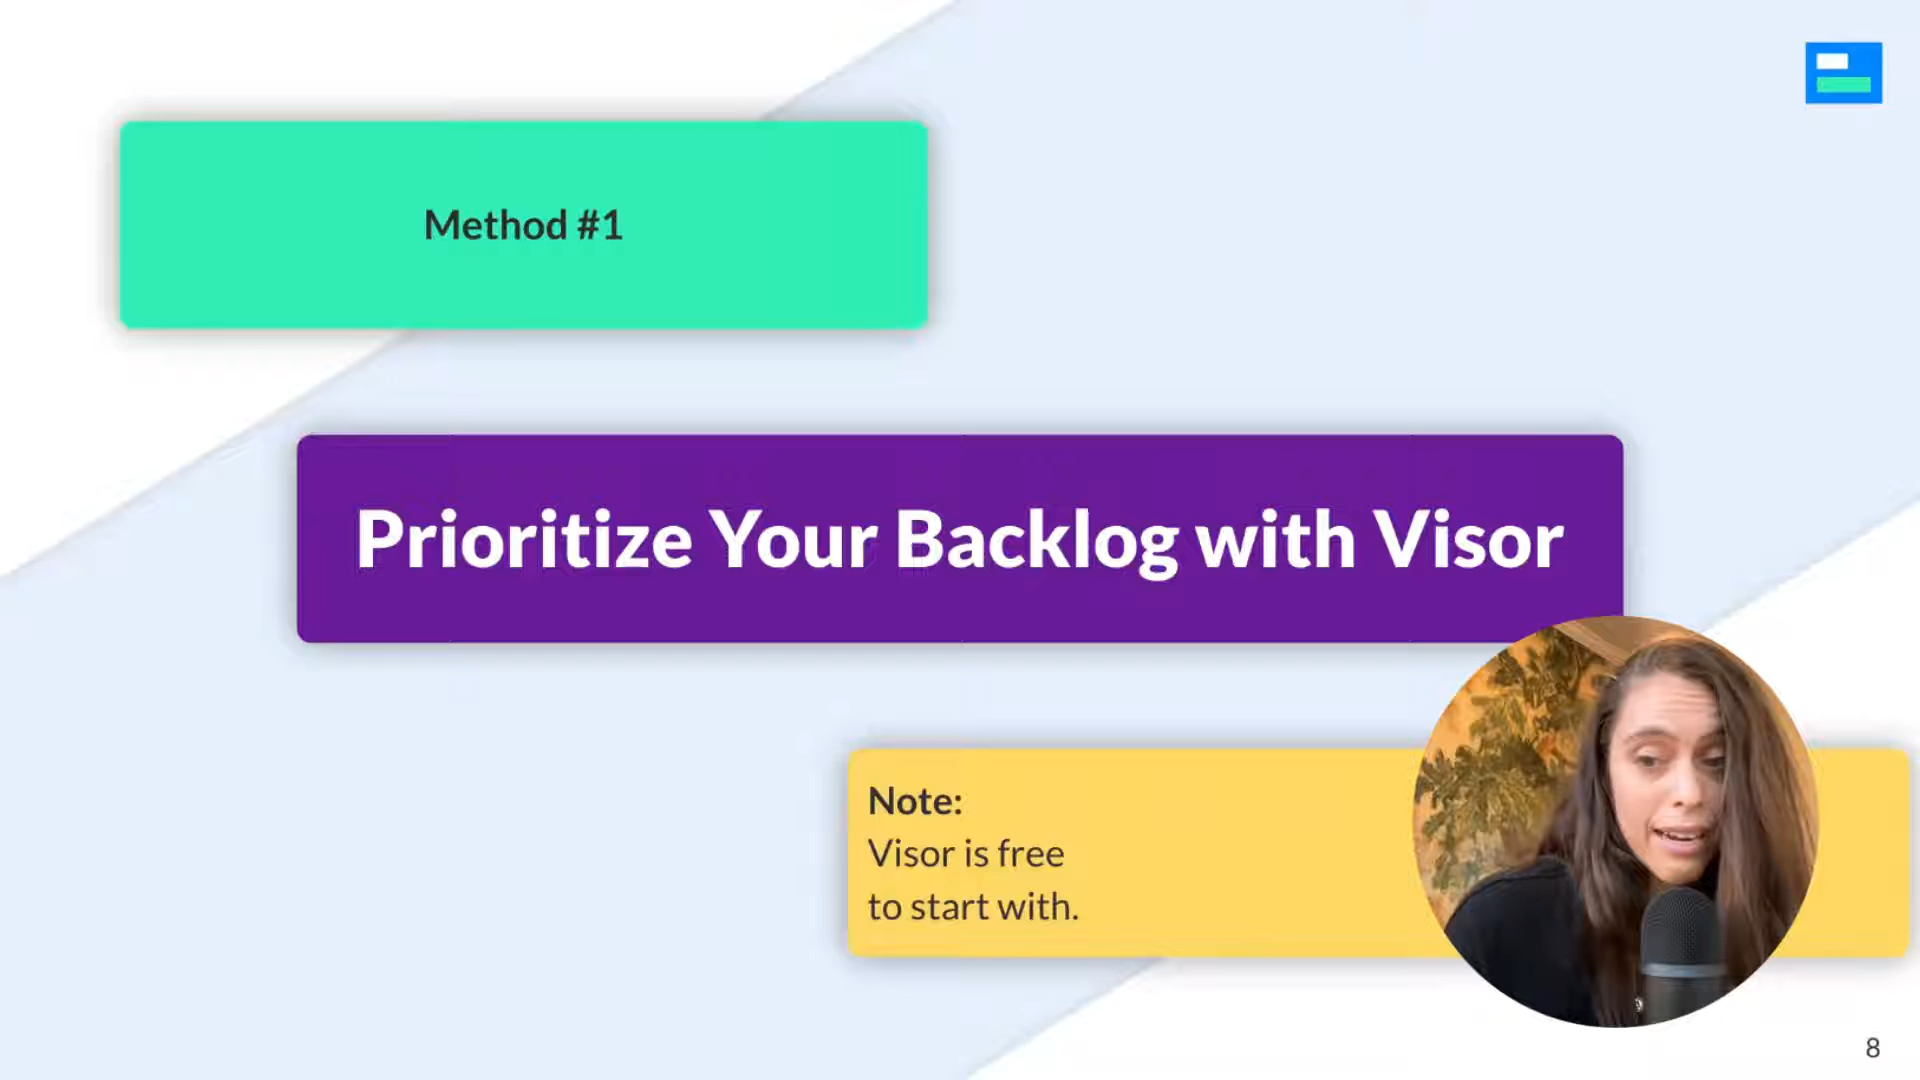 Method #1
Prioritize Your Backlog with Visor
Note:
Visor is free
to start with.
8